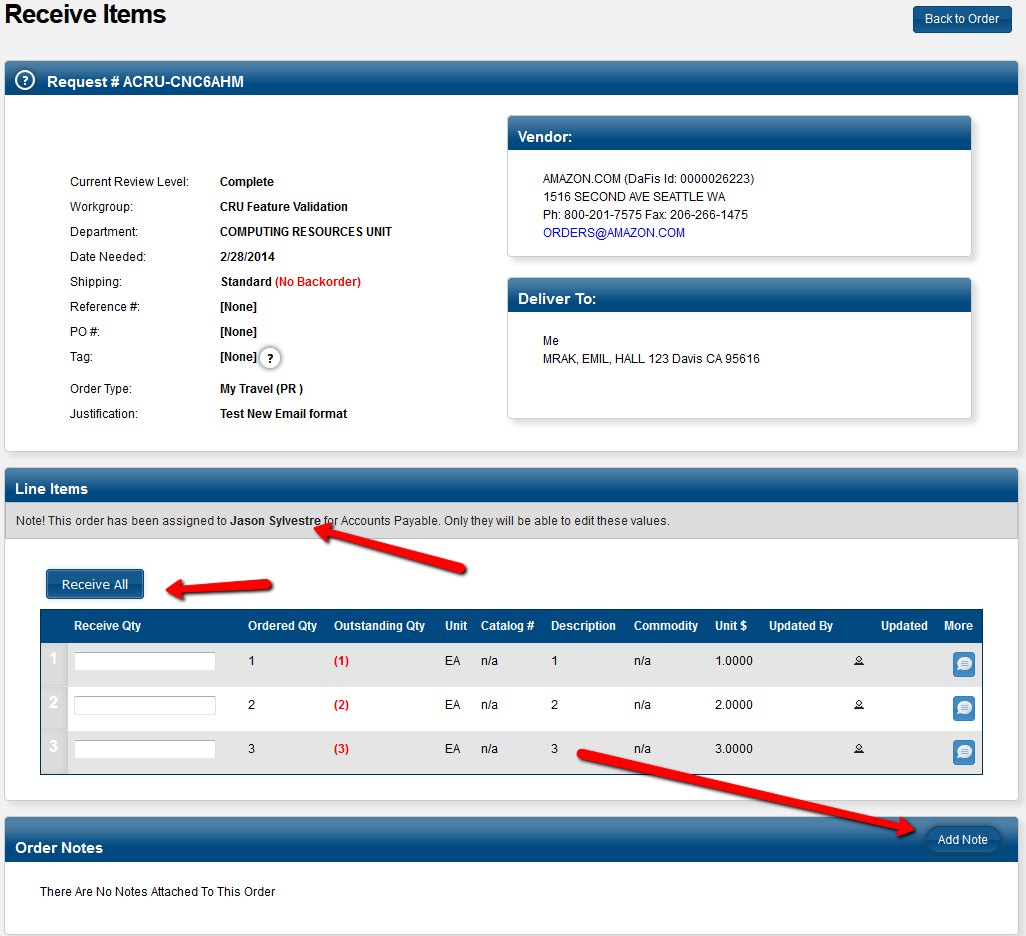 Receive Items
Back to Order
? Request # ACRU-CNC6AHM
Current Review Level: Complete
Workgroup: CRU Feature Validation
Department: COMPUTING RESOURCES UNIT
Date Needed: 2/28/2014
Shipping: Standard (No Backorder)
Reference #: [None]
PO #: [None]
Tag: [None] ?
Order Type: My Travel (PR )
Justification: Test New Email format
Vendor:
AMAZON.COM (DaFis Id: 0000026223)
1516 SECOND AVE SEATTLE WA
Ph: 800-201-7575 Fax: 206-266-1475
ORDERS@AMAZON.COM
Deliver To:
Me
MRAK, EMIL, HALL 123 Davis CA 95616
Line Items
Note! This order has been assigned to Jason Sylvestre for Accounts Payable. Only they will be able to edit these values.
Receive All
Receive Qty Ordered Qty Outstanding Qty Unit Catalog # Description Commodity Unit $ Updated By Updated More
1 1 (1) EA n/a 1 n/a 1.0000
2 2 (2) EA n/a 2 n/a 2.0000
3 3 (3) EA n/a 3 n/a 3.0000
Order Notes
Add Note
There Are No Notes Attached To This Order